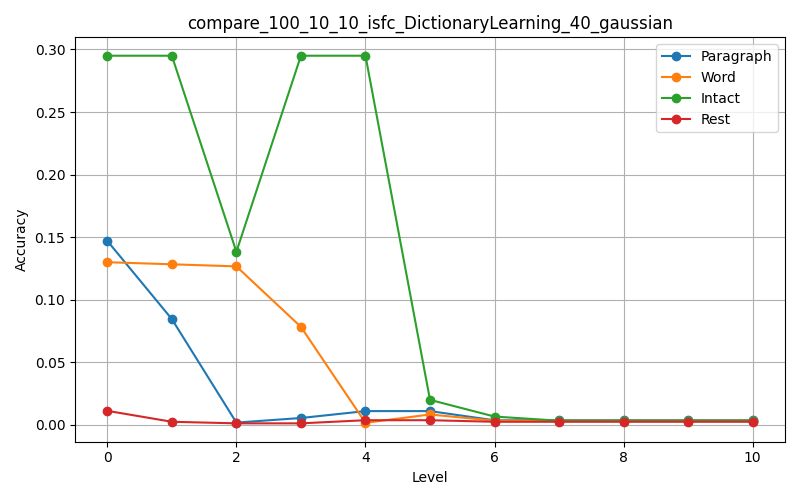 compare_100_10_10_isfc_DictionaryLearning_40_gaussian
Paragraph
Word
Intact
Rest
Accuracy
0.30
0.25
0.20
0.15
0.10
0.05
0.00
0 2 4 6 8 10
Level